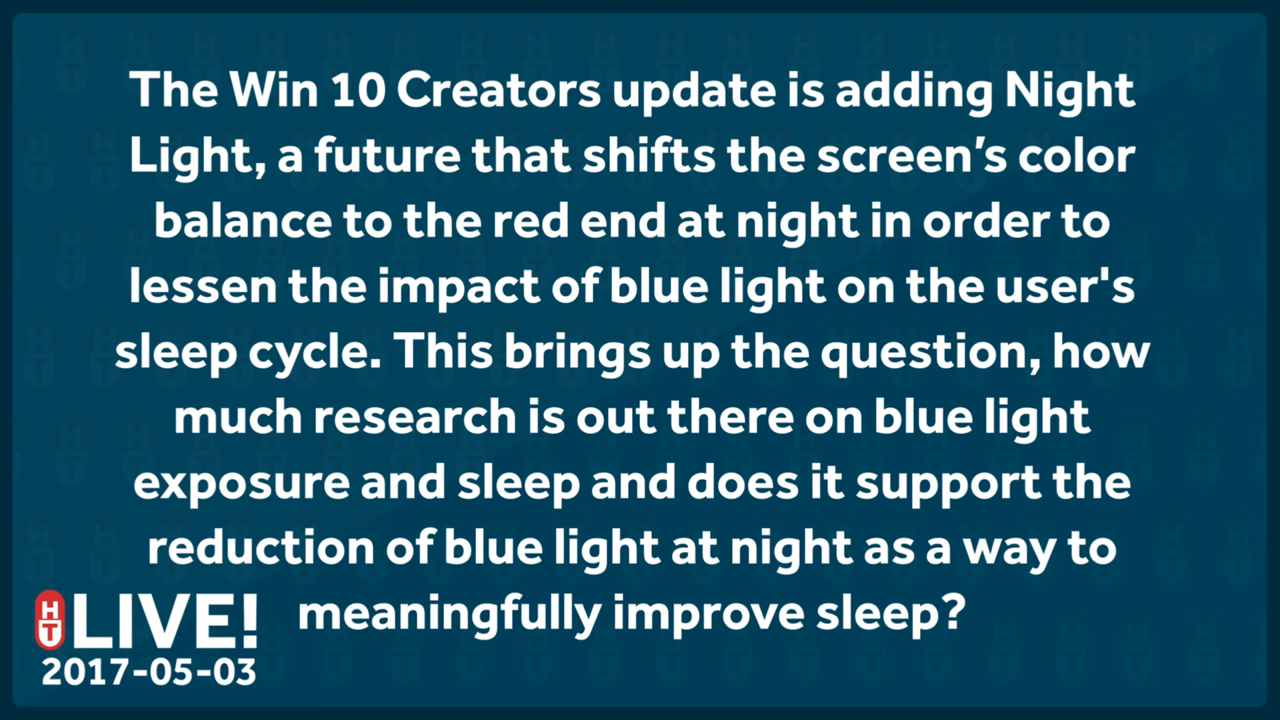 The Win 10 Creators update is adding Night
Light, a future that shifts the screen’s color
balance to the red end at night in order to
lessen the impact of blue light on the user's
sleep cycle. This brings up the question, how
much research is out there on blue light
exposure and sleep and does it support the
reduction of blue light at night as a way to
meaningfully improve sleep?
HT LIVE!
2017-05-03